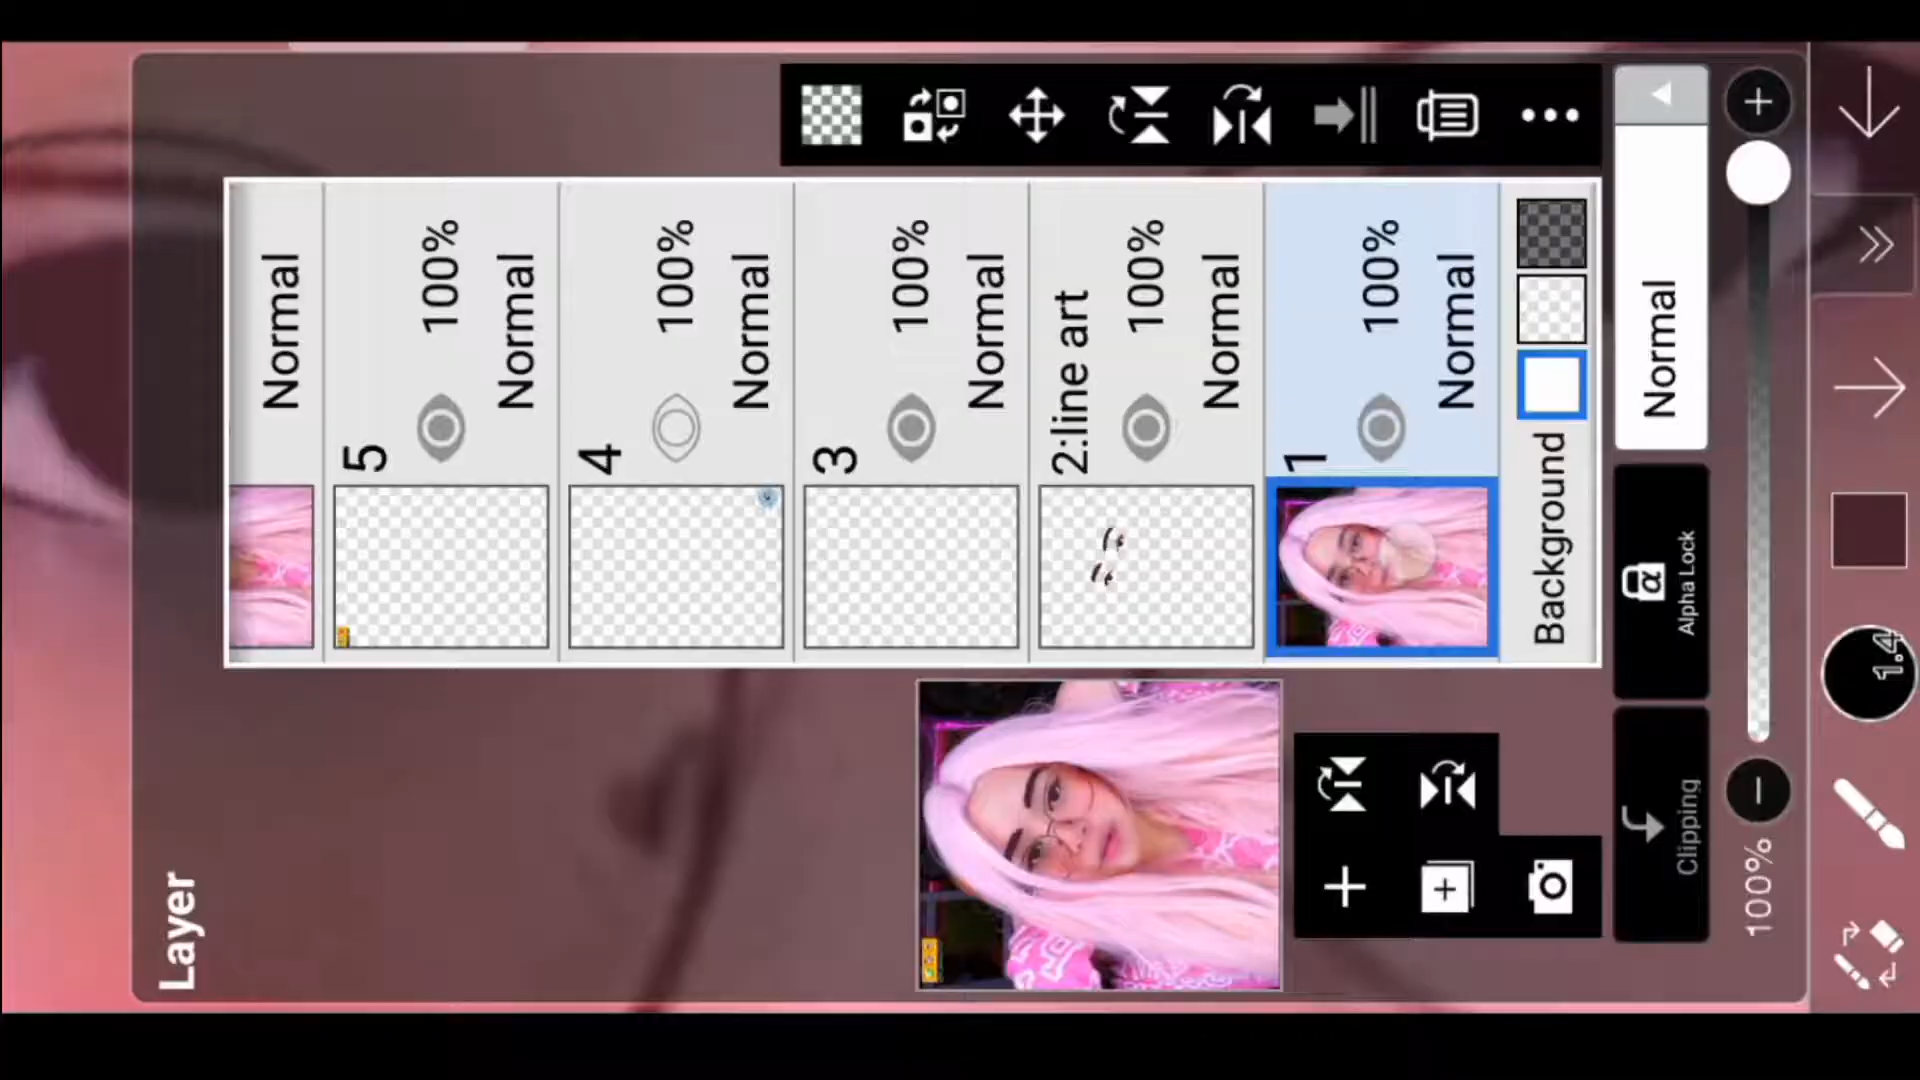 Layer
Normal
5
100%
Normal
4
100%
Normal
3
100%
Normal
2:line art
100%
Normal
1
100%
Normal
Background
Normal
α
Alpha Lock
Clipping
100%
1.4